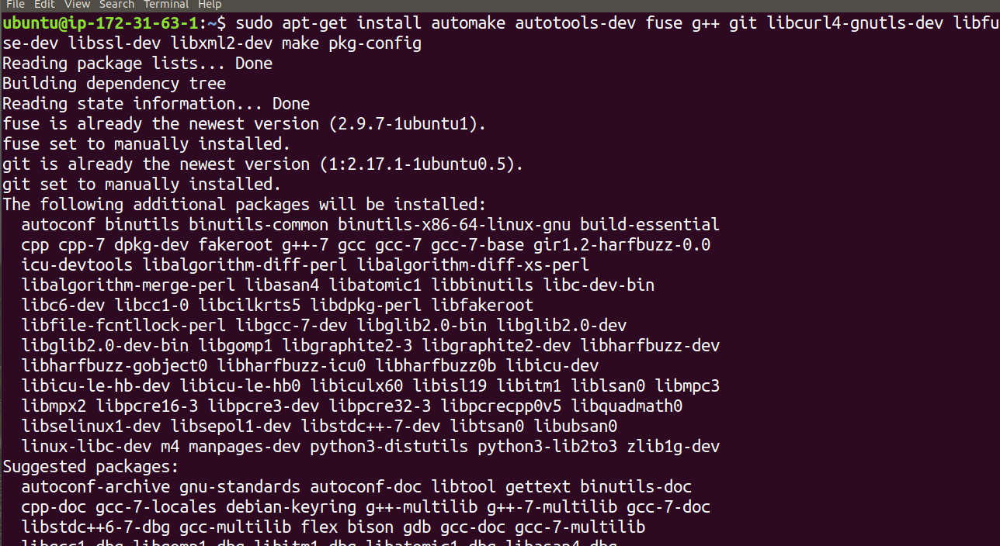 File Edit View Search Terminal Help
ubuntu@ip-172-31-63-1:~$ sudo apt-get install automake autotools-dev fuse g++ git libcurl4-gnutls-dev libfu
se-dev libssl-dev libxml2-dev make pkg-config
Reading package lists... Done
Building dependency tree
Reading state information... Done
fuse is already the newest version (2.9.7-1ubuntu1).
fuse set to manually installed.
git is already the newest version (1:2.17.1-1ubuntu0.5).
git set to manually installed.
The following additional packages will be installed:
  autoconf binutils binutils-common binutils-x86-64-linux-gnu build-essential
  cpp cpp-7 dpkg-dev fakeroot g++-7 gcc gcc-7 gcc-7-base gir1.2-harfbuzz-0.0
  icu-devtools libalgorithm-diff-perl libalgorithm-diff-xs-perl
  libalgorithm-merge-perl libasan4 libatomic1 libbinutils libc-dev-bin
  libc6-dev libcc1-0 libcilkrts5 libdpkg-perl libfakeroot
  libfile-fcntllock-perl libgcc-7-dev libglib2.0-bin libglib2.0-dev
  libglib2.0-dev-bin libgomp1 libgraphite2-3 libgraphite2-dev libharfbuzz-dev
  libharfbuzz-gobject0 libharfbuzz-icu0 libharfbuzz0b libicu-dev
  libicu-le-hb-dev libicu-le-hb0 libiculx60 libisl19 libitm1 liblsan0 libmpc3
  libmpx2 libpcre16-3 libpcre3-dev libpcre32-3 libpcrecpp0v5 libquadmath0
  libselinux1-dev libsepol1-dev libstdc++-7-dev libtsan0 libubsan0
  linux-libc-dev m4 manpages-dev python3-distutils python3-lib2to3 zlib1g-dev
Suggested packages:
  autoconf-archive gnu-standards autoconf-doc libtool gettext binutils-doc
  cpp-doc gcc-7-locales debian-keyring g++-multilib g++-7-multilib gcc-7-doc
  libstdc++6-7-dbg gcc-multilib flex bison gdb gcc-doc gcc-7-multilib
  libgcc1-dbg libgomp1-dbg libitm1-dbg libatomic1-dbg libasan4-dbg